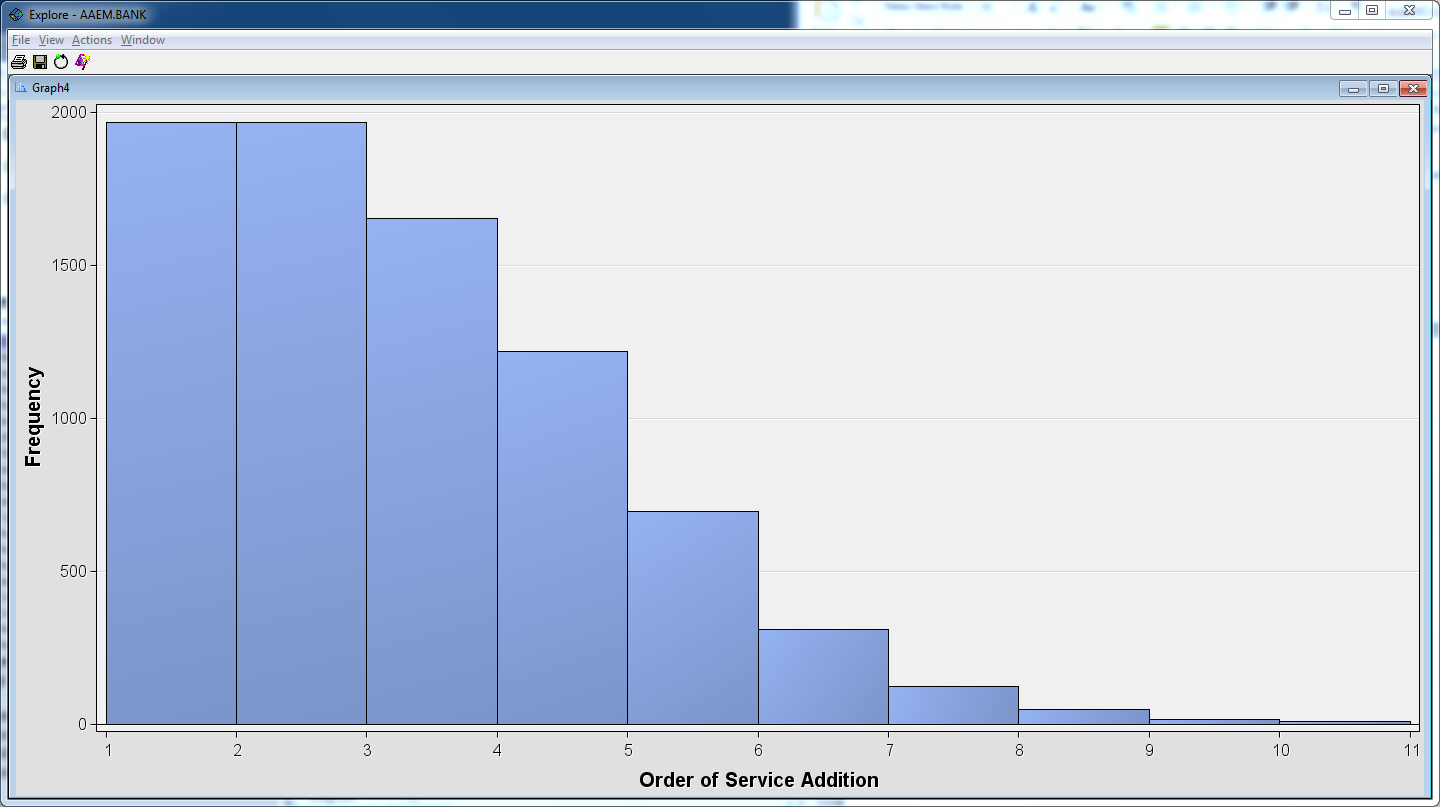 Explore - AAEM.BANK
File View Actions Window
Graph4
2000
1500
1000
500
0
Frequency
1 2 3 4 5 6 7 8 9 10 11
Order of Service Addition